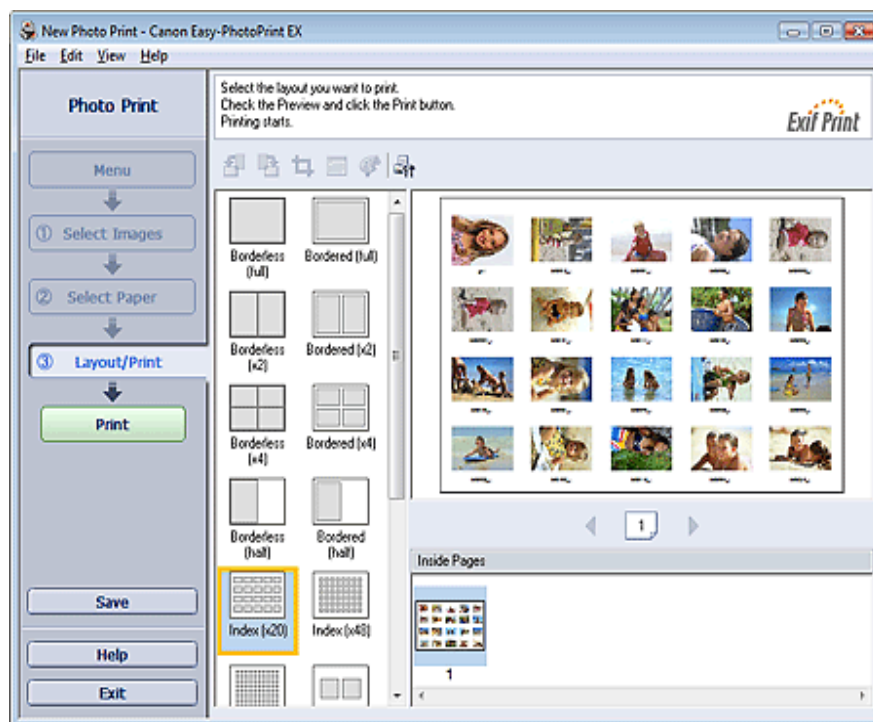 New Photo Print - Canon Easy-PhotoPrint EX
File Edit View Help
Photo Print
Select the layout you want to print.
Check the Preview and click the Print button.
Printing starts.
Exif Print
Menu
① Select Images
② Select Paper
③ Layout/Print
Print
Save
Help
Exit
Borderless
(full)
Bordered (full)
Borderless
(x2)
Bordered (x2)
Borderless
(x4)
Bordered (x4)
Borderless
(half)
Bordered
(half)
Index (x20)
Index (x48)
1
Inside Pages
1